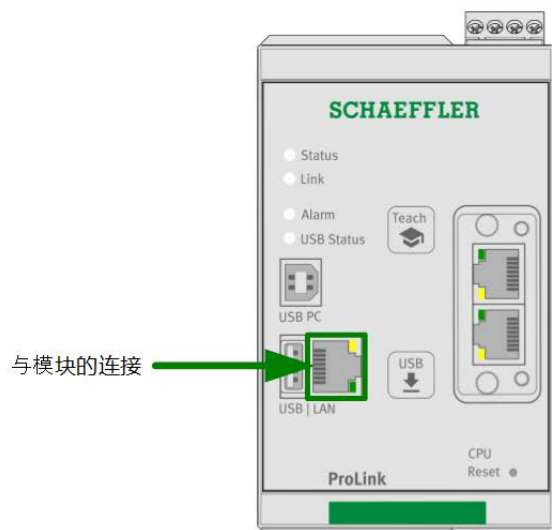 SCHAEFFLER
Status
Link
Alarm
USB Status
Teach
USB PC
与模块的连接
USB
USB | LAN
CPU
Reset
ProLink